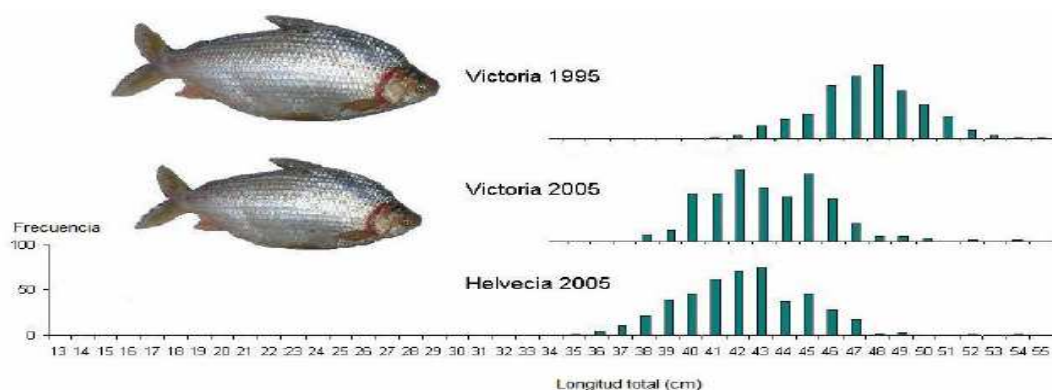 Victoria 1995
Victoria 2005
Frecuencia
100
50
0
Helvecia 2005
13 14 15 16 17 18 19 20 21 22 23 24 25 26 27 28 29 30 31 32 33 34 35 36 37 38 39 40 41 42 43 44 45 46 47 48 49 50 51 52 53 54 55
Longitud total (cm)